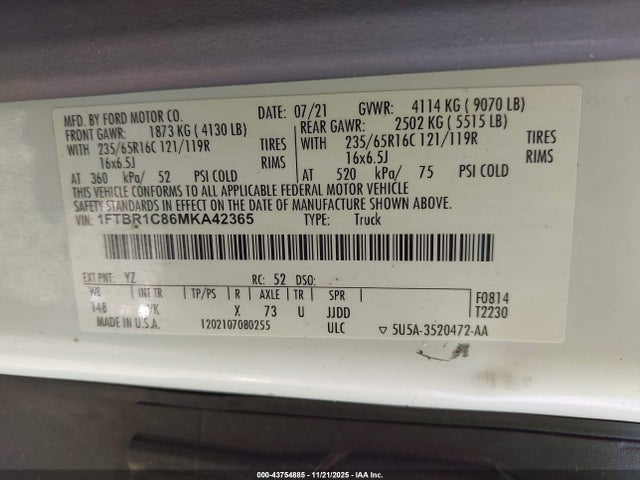 MFD. BY FORD MOTOR CO.
DATE: 07/21 GVWR: 4114 KG ( 9070 LB)
FRONT GAWR: 1873 KG ( 4130 LB)
REAR GAWR: 2502 KG ( 5515 LB)
WITH 235/65R16C 121/119R TIRES
WITH 235/65R16C 121/119R TIRES
16x6.5J RIMS
16x6.5J RIMS
AT 360 kPa/ 52 PSI COLD
AT 520 kPa/ 75 PSI COLD
THIS VEHICLE CONFORMS TO ALL APPLICABLE FEDERAL MOTOR VEHICLE
SAFETY STANDARDS IN EFFECT ON THE DATE OF MANUFACTURE SHOWN ABOVE.
VIN: 1FTBR1C86MKA42365 TYPE: Truck
EXT PNT: YZ RC: 52 DSO:
WB INT TR TP/PS R AXLE TR SPR
148 VK X 73 U JJDD
F0814
T2230
MADE IN U.S.A. 1202107080255 ULC ▽ 5U5A-3520472-AA
000-43754885 - 11/21/2025 - IAA Inc.